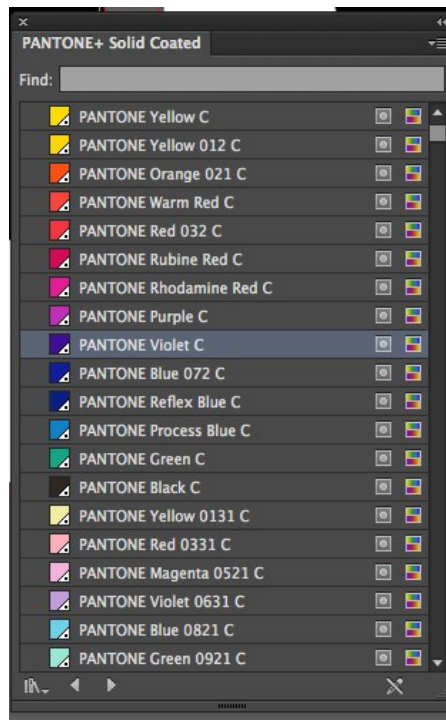 PANTONE+ Solid Coated
Find:
PANTONE Yellow C
PANTONE Yellow 012 C
PANTONE Orange 021 C
PANTONE Warm Red C
PANTONE Red 032 C
PANTONE Rubine Red C
PANTONE Rhodamine Red C
PANTONE Purple C
PANTONE Violet C
PANTONE Blue 072 C
PANTONE Reflex Blue C
PANTONE Process Blue C
PANTONE Green C
PANTONE Black C
PANTONE Yellow 0131 C
PANTONE Red 0331 C
PANTONE Magenta 0521 C
PANTONE Violet 0631 C
PANTONE Blue 0821 C
PANTONE Green 0921 C